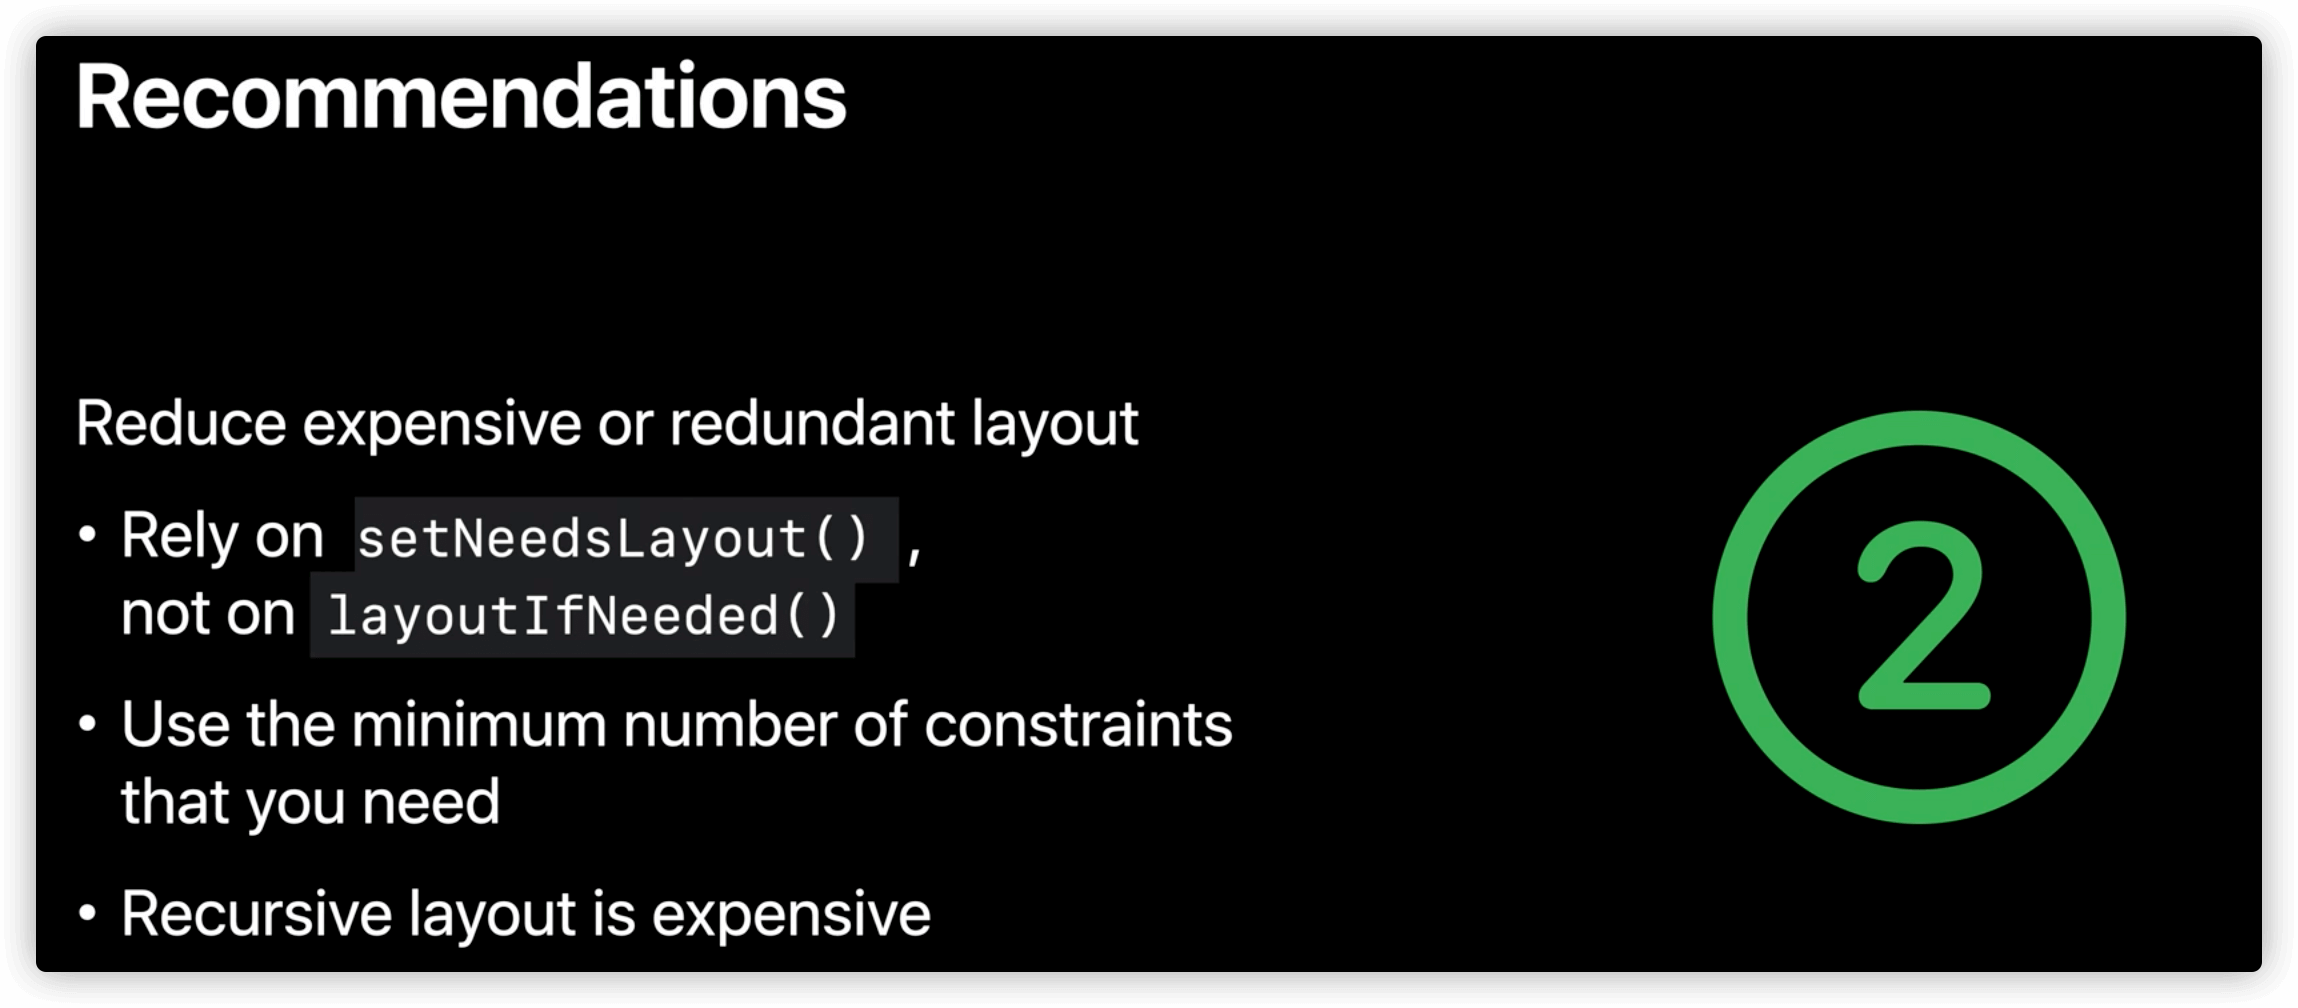 Recommendations
Reduce expensive or redundant layout
• Rely on setNeedsLayout() ,
not on layoutIfNeeded()
• Use the minimum number of constraints
that you need
• Recursive layout is expensive
2